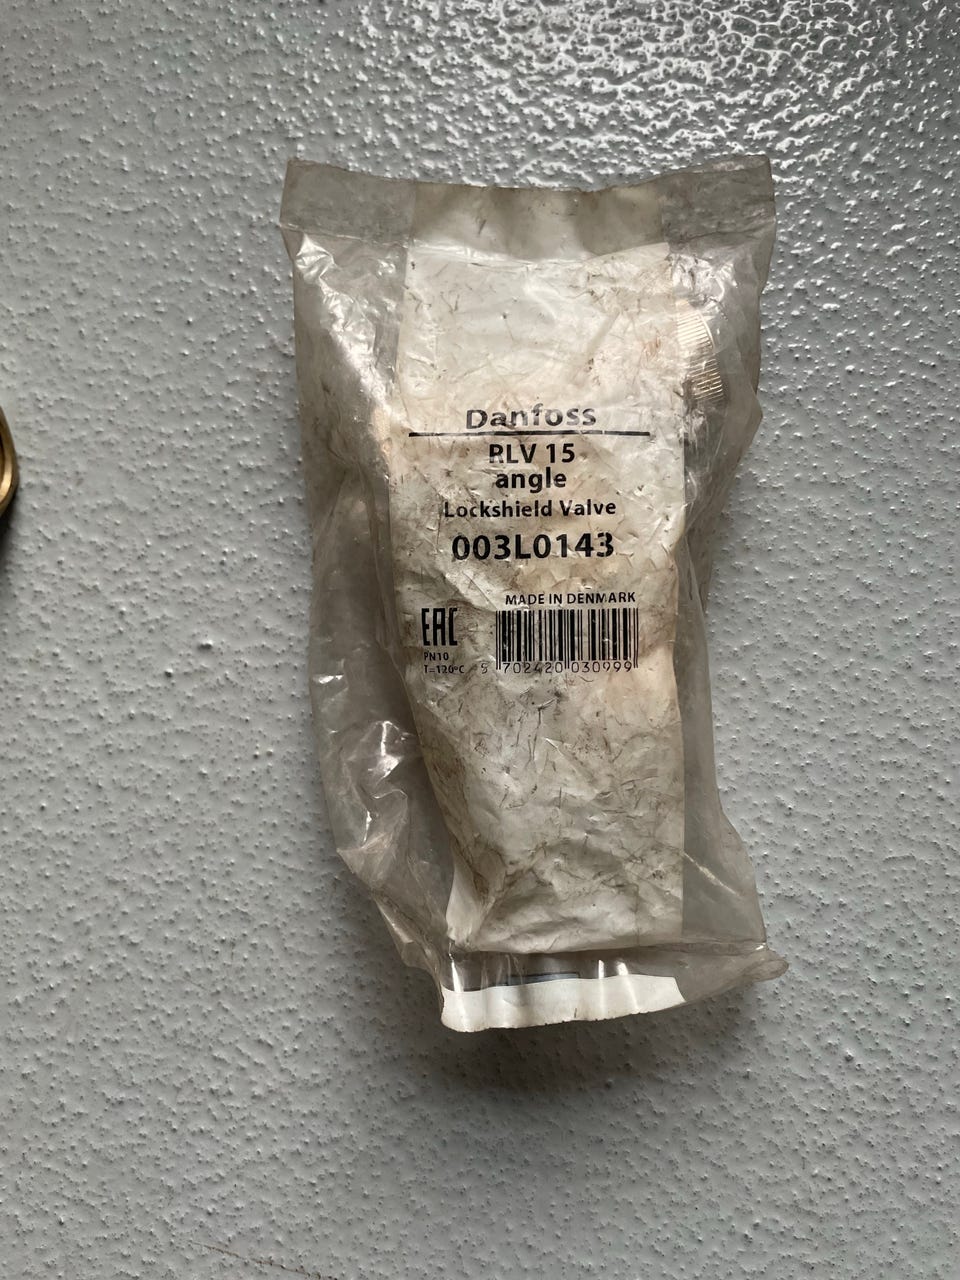 Danfoss
RLV 15
angle
Lockshield Valve
003L0143
MADE IN DENMARK
EAC
PN10
T=120°C
5 702420 030999